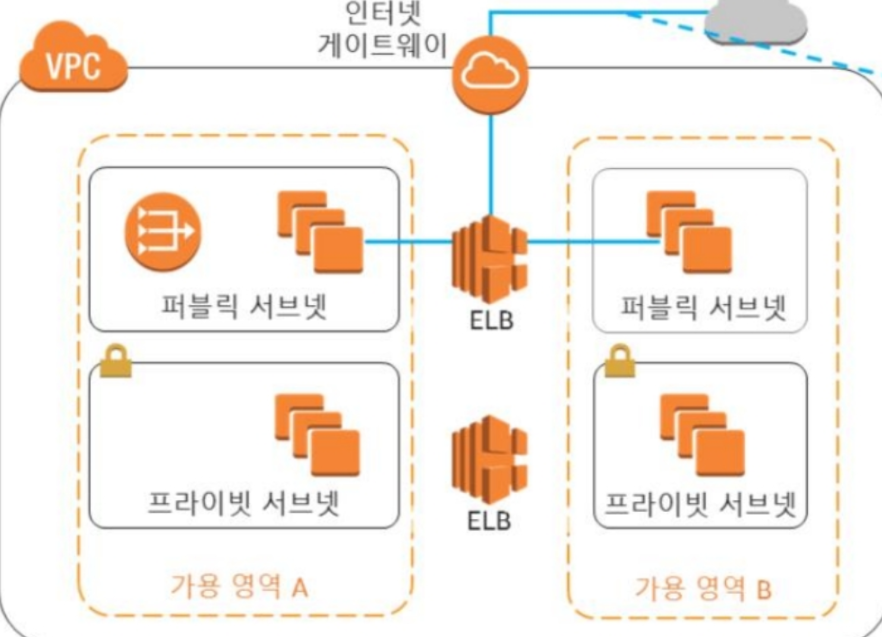 인터넷
게이트웨이
VPC
퍼블릭 서브넷
ELB
퍼블릭 서브넷
프라이빗 서브넷
ELB
프라이빗 서브넷
가용 영역 A
가용 영역 B